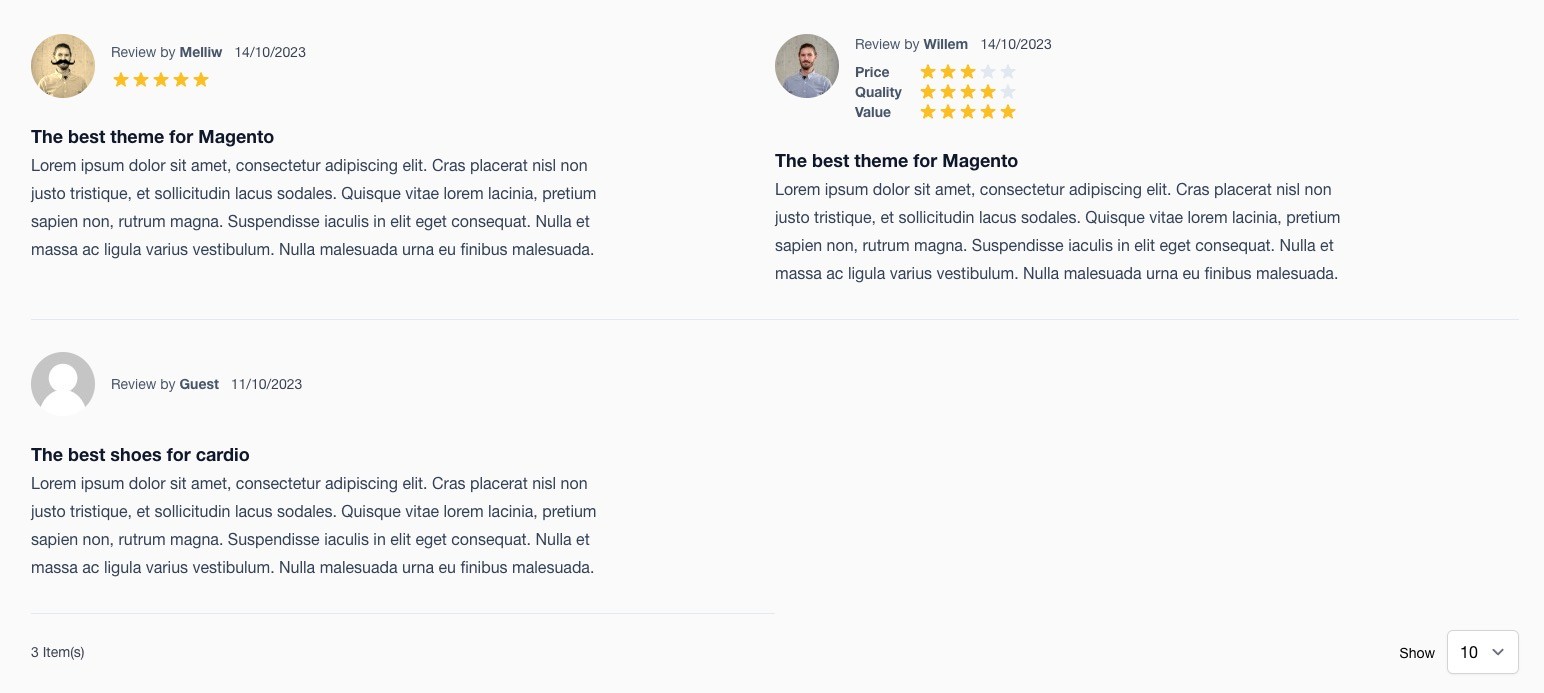 Review by Melliw 14/10/2023
The best theme for Magento
Lorem ipsum dolor sit amet, consectetur adipiscing elit. Cras placerat nisl non
justo tristique, et sollicitudin lacus sodales. Quisque vitae lorem lacinia, pretium
sapien non, rutrum magna. Suspendisse iaculis in elit eget consequat. Nulla et
massa ac ligula varius vestibulum. Nulla malesuada urna eu finibus malesuada.
Review by Willem 14/10/2023
Price
Quality
Value
The best theme for Magento
Lorem ipsum dolor sit amet, consectetur adipiscing elit. Cras placerat nisl non
justo tristique, et sollicitudin lacus sodales. Quisque vitae lorem lacinia, pretium
sapien non, rutrum magna. Suspendisse iaculis in elit eget consequat. Nulla et
massa ac ligula varius vestibulum. Nulla malesuada urna eu finibus malesuada.
Review by Guest 11/10/2023
The best shoes for cardio
Lorem ipsum dolor sit amet, consectetur adipiscing elit. Cras placerat nisl non
justo tristique, et sollicitudin lacus sodales. Quisque vitae lorem lacinia, pretium
sapien non, rutrum magna. Suspendisse iaculis in elit eget consequat. Nulla et
massa ac ligula varius vestibulum. Nulla malesuada urna eu finibus malesuada.
3 Item(s)
Show 10